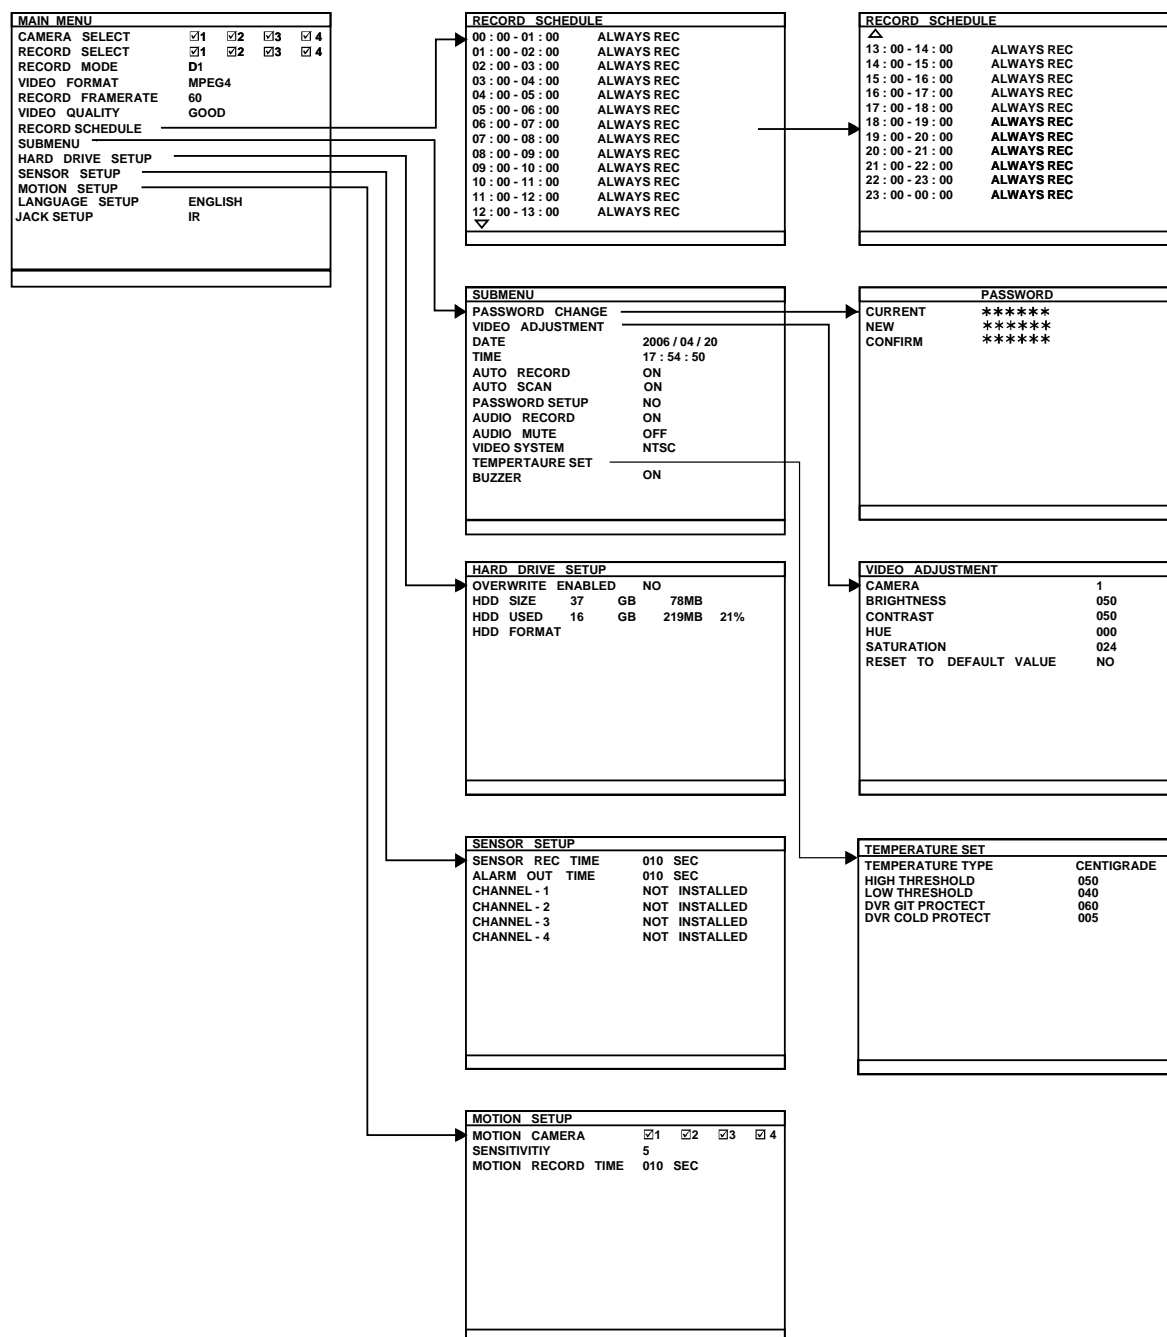 MAIN MENU
CAMERA SELECT ☑1 ☑2 ☑3 ☑ 4
RECORD SELECT ☑1 ☑2 ☑3 ☑ 4
RECORD MODE D1
VIDEO FORMAT MPEG4
RECORD FRAMERATE 60
VIDEO QUALITY GOOD
RECORD SCHEDULE
SUBMENU
HARD DRIVE SETUP
SENSOR SETUP
MOTION SETUP
LANGUAGE SETUP ENGLISH
JACK SETUP IR
RECORD SCHEDULE
00 : 00 - 01 : 00 ALWAYS REC
01 : 00 - 02 : 00 ALWAYS REC
02 : 00 - 03 : 00 ALWAYS REC
03 : 00 - 04 : 00 ALWAYS REC
04 : 00 - 05 : 00 ALWAYS REC
05 : 00 - 06 : 00 ALWAYS REC
06 : 00 - 07 : 00 ALWAYS REC
07 : 00 - 08 : 00 ALWAYS REC
08 : 00 - 09 : 00 ALWAYS REC
09 : 00 - 10 : 00 ALWAYS REC
10 : 00 - 11 : 00 ALWAYS REC
11 : 00 - 12 : 00 ALWAYS REC
12 : 00 - 13 : 00 ALWAYS REC
RECORD SCHEDULE
13 : 00 - 14 : 00 ALWAYS REC
14 : 00 - 15 : 00 ALWAYS REC
15 : 00 - 16 : 00 ALWAYS REC
16 : 00 - 17 : 00 ALWAYS REC
17 : 00 - 18 : 00 ALWAYS REC
18 : 00 - 19 : 00 ALWAYS REC
19 : 00 - 20 : 00 ALWAYS REC
20 : 00 - 21 : 00 ALWAYS REC
21 : 00 - 22 : 00 ALWAYS REC
22 : 00 - 23 : 00 ALWAYS REC
23 : 00 - 00 : 00 ALWAYS REC
SUBMENU
PASSWORD CHANGE
VIDEO ADJUSTMENT
DATE 2006 / 04 / 20
TIME 17 : 54 : 50
AUTO RECORD ON
AUTO SCAN ON
PASSWORD SETUP NO
AUDIO RECORD ON
AUDIO MUTE OFF
VIDEO SYSTEM NTSC
TEMPERTAURE SET
BUZZER ON
PASSWORD
CURRENT ******
NEW ******
CONFIRM ******
HARD DRIVE SETUP
OVERWRITE ENABLED NO
HDD SIZE 37 GB 78MB
HDD USED 16 GB 219MB 21%
HDD FORMAT
VIDEO ADJUSTMENT
CAMERA 1
BRIGHTNESS 050
CONTRAST 050
HUE 000
SATURATION 024
RESET TO DEFAULT VALUE NO
SENSOR SETUP
SENSOR REC TIME 010 SEC
ALARM OUT TIME 010 SEC
CHANNEL - 1 NOT INSTALLED
CHANNEL - 2 NOT INSTALLED
CHANNEL - 3 NOT INSTALLED
CHANNEL - 4 NOT INSTALLED
TEMPERATURE SET
TEMPERATURE TYPE CENTIGRADE
HIGH THRESHOLD 050
LOW THRESHOLD 040
DVR GIT PROCTECT 060
DVR COLD PROTECT 005
MOTION SETUP
MOTION CAMERA ☑1 ☑2 ☑3 ☑ 4
SENSITIVITIY 5
MOTION RECORD TIME 010 SEC